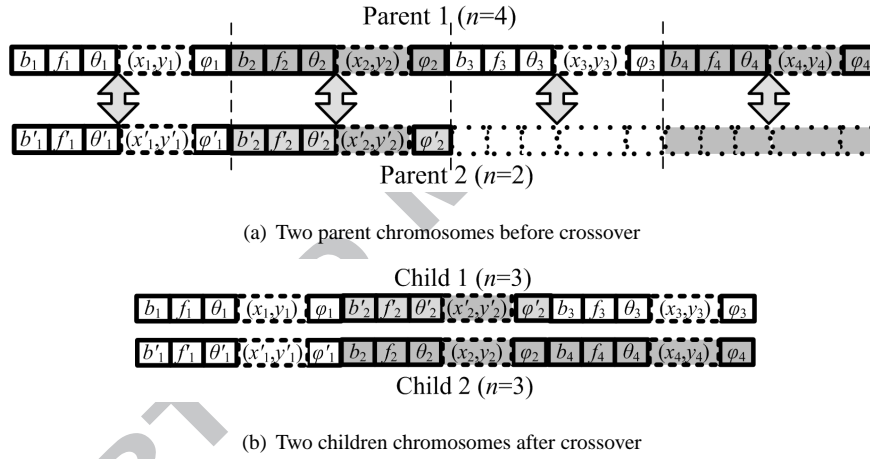 Parent 1 (n=4)
b₁ f₁ θ₁ (x₁,y₁) φ₁ b₂ f₂ θ₂ (x₂,y₂) φ₂ b₃ f₃ θ₃ (x₃,y₃) φ₃ b₄ f₄ θ₄ (x₄,y₄) φ₄
b'₁ f'₁ θ'₁ (x'₁,y'₁) φ'₁ b'₂ f'₂ θ'₂ (x'₂,y'₂) φ'₂
Parent 2 (n=2)
(a) Two parent chromosomes before crossover
Child 1 (n=3)
b₁ f₁ θ₁ (x₁,y₁) φ₁ b'₂ f'₂ θ'₂ (x'₂,y'₂) φ'₂ b₃ f₃ θ₃ (x₃,y₃) φ₃
b'₁ f'₁ θ'₁ (x'₁,y'₁) φ'₁ b₂ f₂ θ₂ (x₂,y₂) φ₂ b₄ f₄ θ₄ (x₄,y₄) φ₄
Child 2 (n=3)
(b) Two children chromosomes after crossover